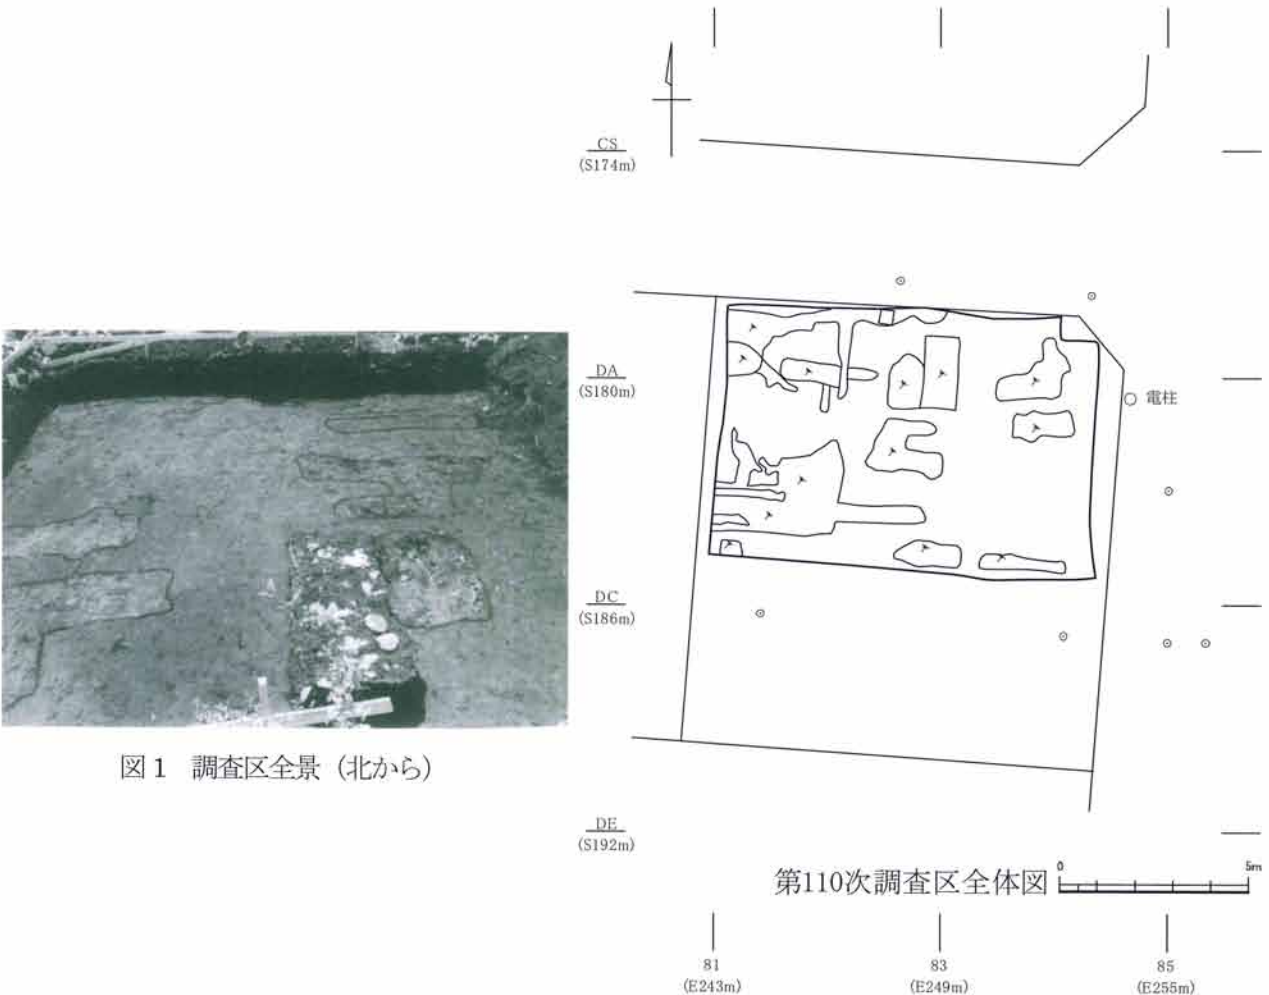 CS
(S174m)
DA
(S180m)
電柱
DC
(S186m)
図1 調査区全景（北から）
DE
(S192m)
第110次調査区全体図
0 5m
81 83 85
(E243m) (E249m) (E255m)